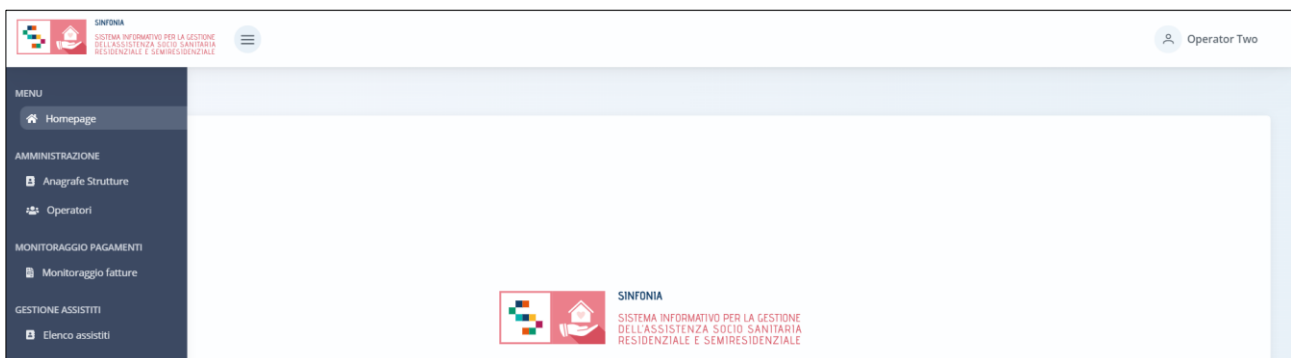 SINFONIA
SISTEMA INFORMATIVO PER LA GESTIONE
DELL'ASSISTENZA SOCIO SANITARIA
RESIDENZIALE E SEMIRESIDENZIALE
Operator Two
MENU
Homepage
AMMINISTRAZIONE
Anagrafe Strutture
Operatori
MONITORAGGIO PAGAMENTI
Monitoraggio fatture
GESTIONE ASSISTITI
Elenco assistiti
SINFONIA
SISTEMA INFORMATIVO PER LA GESTIONE
DELL'ASSISTENZA SOCIO SANITARIA
RESIDENZIALE E SEMIRESIDENZIALE